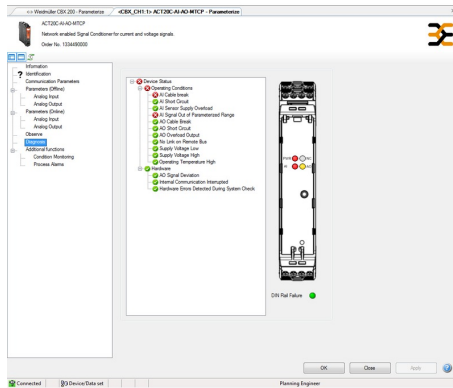 <> Weidmüller CBX 200 - Parameterize
<CBX_CH1:1> ACT20C-AI-AO-MTCP - Parameterize
ACT20C-AI-AO-MTCP
Network enabled Signal Conditioner for current and voltage signals.
Order No. 1334490000
Information
Identification
Communication Parameters
Parameters (Offline)
Analog Input
Analog Output
Parameters (Online)
Analog Input
Analog Output
Observe
Diagnosis
Additional functions
Condition Monitoring
Process Alarms
Device Status
Operating Conditions
AI Cable break
AI Short Circuit
AI Sensor Supply Overload
AI Signal Out of Parameterized Range
AO Cable Break
AO Short Circuit
AO Overload Output
No Link on Remote Bus
Supply Voltage Low
Supply Voltage High
Operating Temperature High
Hardware
AO Signal Deviation
Internal Communication Interrupted
Hardware Errors Detected During System Check
DIN Rail Failure
OK Close Apply
Connected Device/Data set Planning Engineer